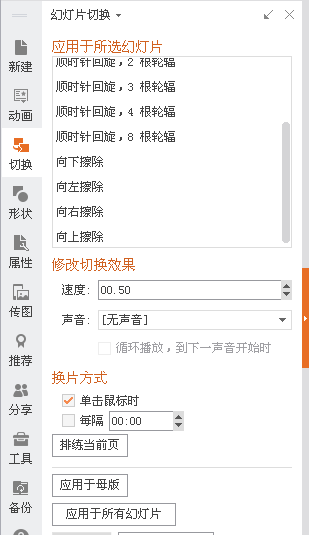 幻灯片切换
新建
动画
切换
形状
属性
传图
推荐
分享
工具
备份
应用于所选幻灯片
顺时针回旋，2 根轮辐
顺时针回旋，3 根轮辐
顺时针回旋，4 根轮辐
顺时针回旋，8 根轮辐
向下擦除
向左擦除
向右擦除
向上擦除
修改切换效果
速度: 00.50
声音: [无声音]
循环播放，到下一声音开始时
换片方式
单击鼠标时
每隔 00:00
排练当前页
应用于母版
应用于所有幻灯片